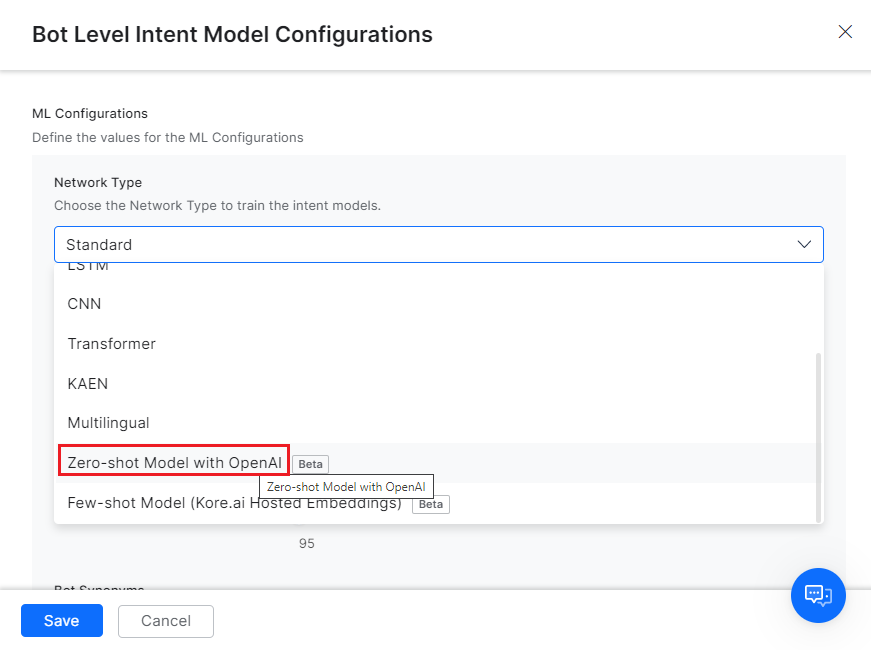 Bot Level Intent Model Configurations
ML Configurations
Define the values for the ML Configurations
Network Type
Choose the Network Type to train the intent models.
Standard
LSTM
CNN
Transformer
KAEN
Multilingual
Zero-shot Model with OpenAI Beta
Zero-shot Model with OpenAI
Few-shot Model (Kore.ai Hosted Embeddings) Beta
95
Bot Synonyms
Save Cancel